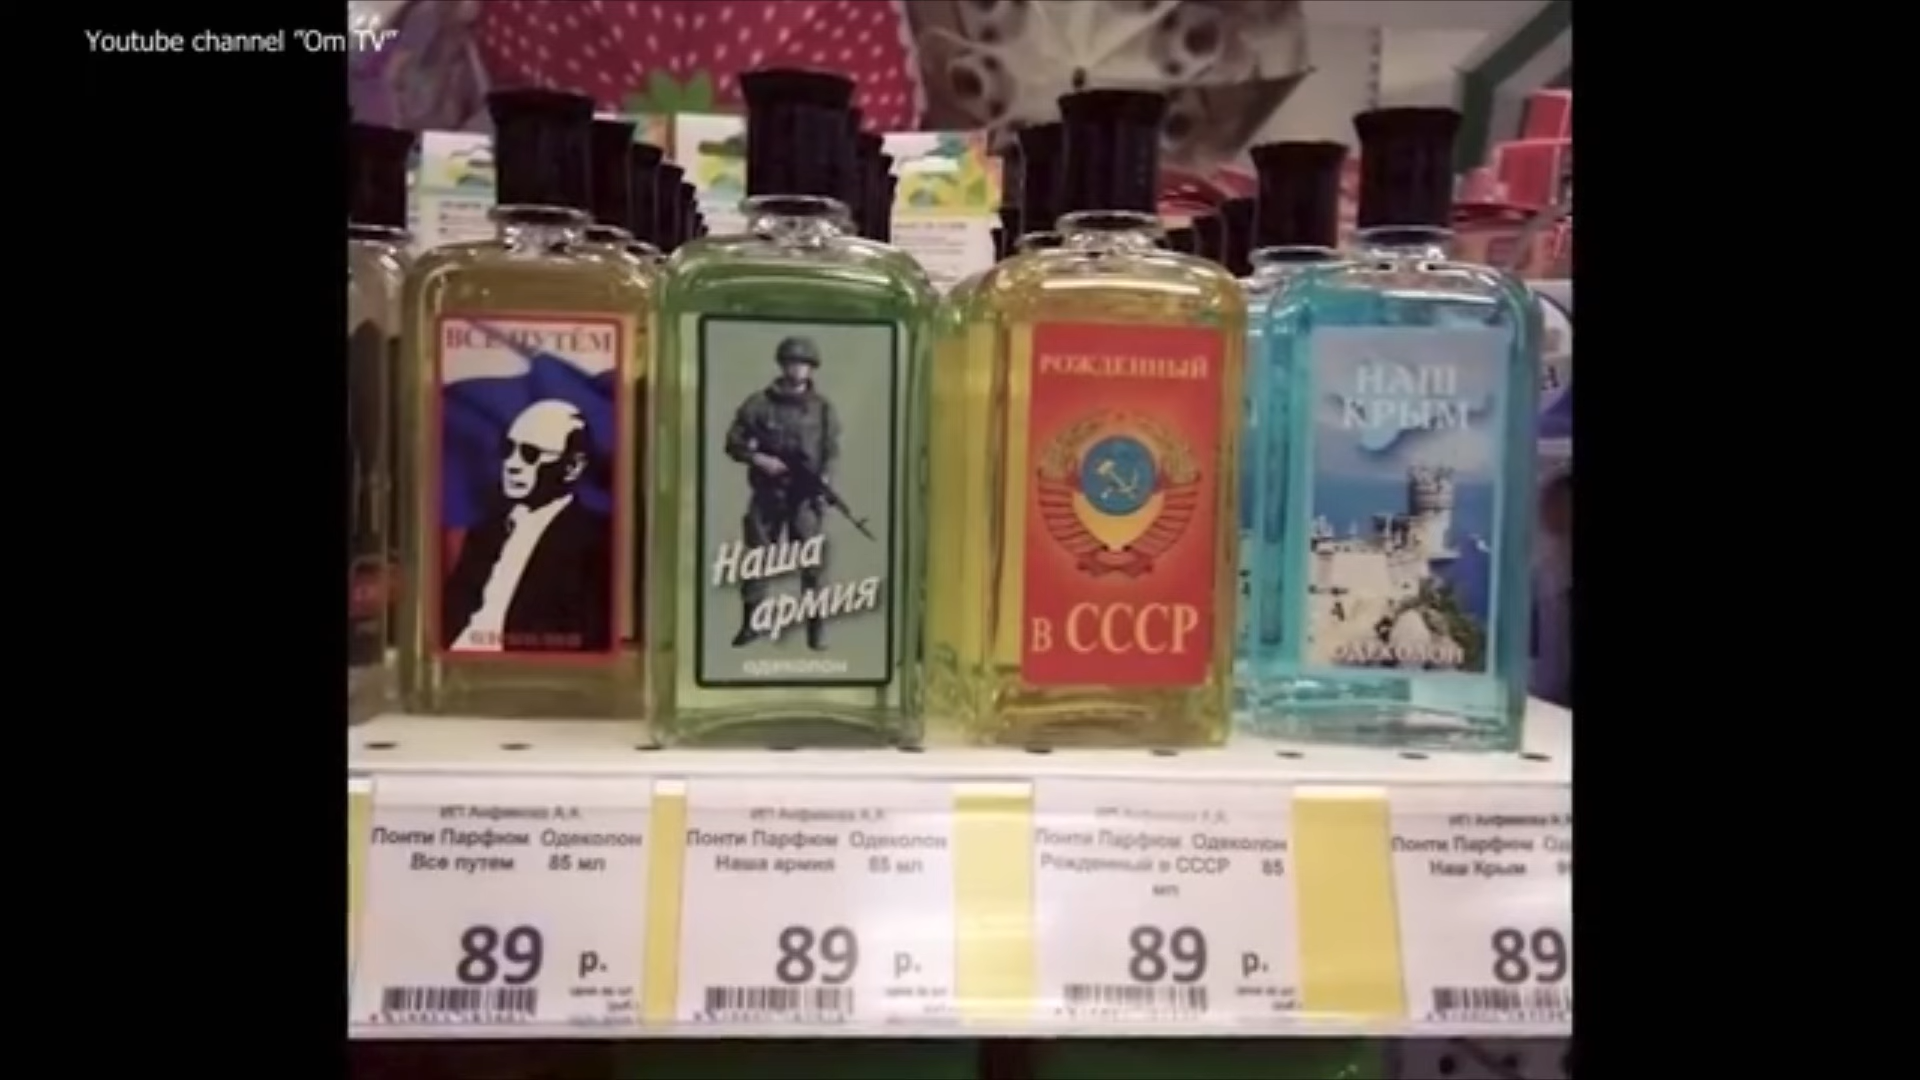 Youtube channel "Om TV"
ВСЕ ПУТЁМ
Наша
армия
одеколон
РОЖДЕННЫЙ
В СССР
НАШ
КРЫМ
ОДЕКОЛОН
Понти Парфюм Одеколон
Все путем 85 мл
89 р.
Понти Парфюм Одеколон
Наша армия 85 мл
89 р.
Понти Парфюм Одеколон
Рожденный в СССР 85
мл
89 р.
Понти Парфюм
Наш Крым
89